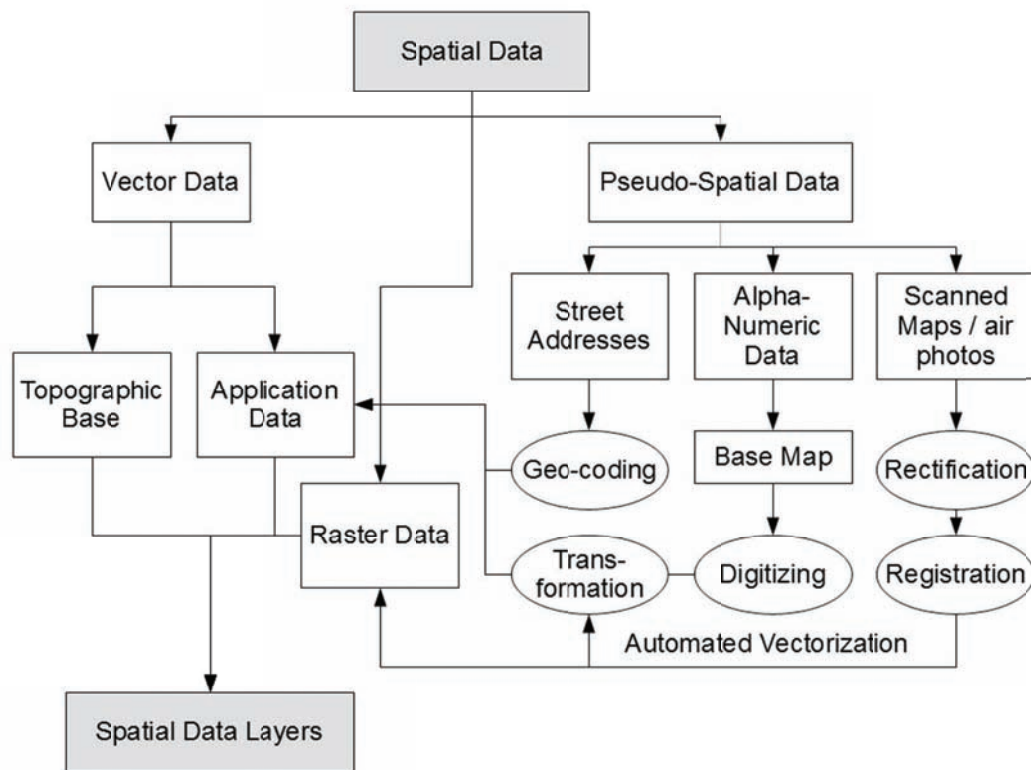 Spatial Data
Vector Data
Pseudo-Spatial Data
Street
Addresses
Alpha-
Numeric
Data
Scanned
Maps / air
photos
Topographic
Base
Application
Data
Geo-coding
Base Map
Rectification
Raster Data
Trans-
formation
Digitizing
Registration
Automated Vectorization
Spatial Data Layers